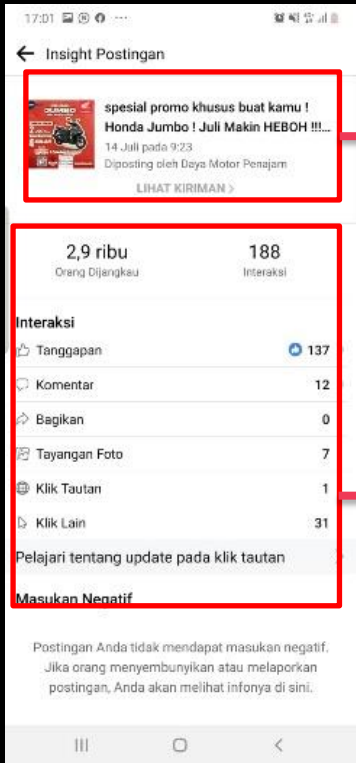 17:01
Insight Postingan
spesial promo khusus buat kamu !
Honda Jumbo ! Juli Makin HEBOH !!!...
14 Juli pada 9:23
Diposting oleh Daya Motor Penajam
LIHAT KIRIMAN >
2,9 ribu
Orang Dijangkau
188
Interaksi
Interaksi
Tanggapan 137
Komentar 12
Bagikan 0
Tayangan Foto 7
Klik Tautan 1
Klik Lain 31
Pelajari tentang update pada klik tautan
Masukan Negatif
Postingan Anda tidak mendapat masukan negatif.
Jika orang menyembunyikan atau melaporkan
postingan, Anda akan melihat infonya di sini.